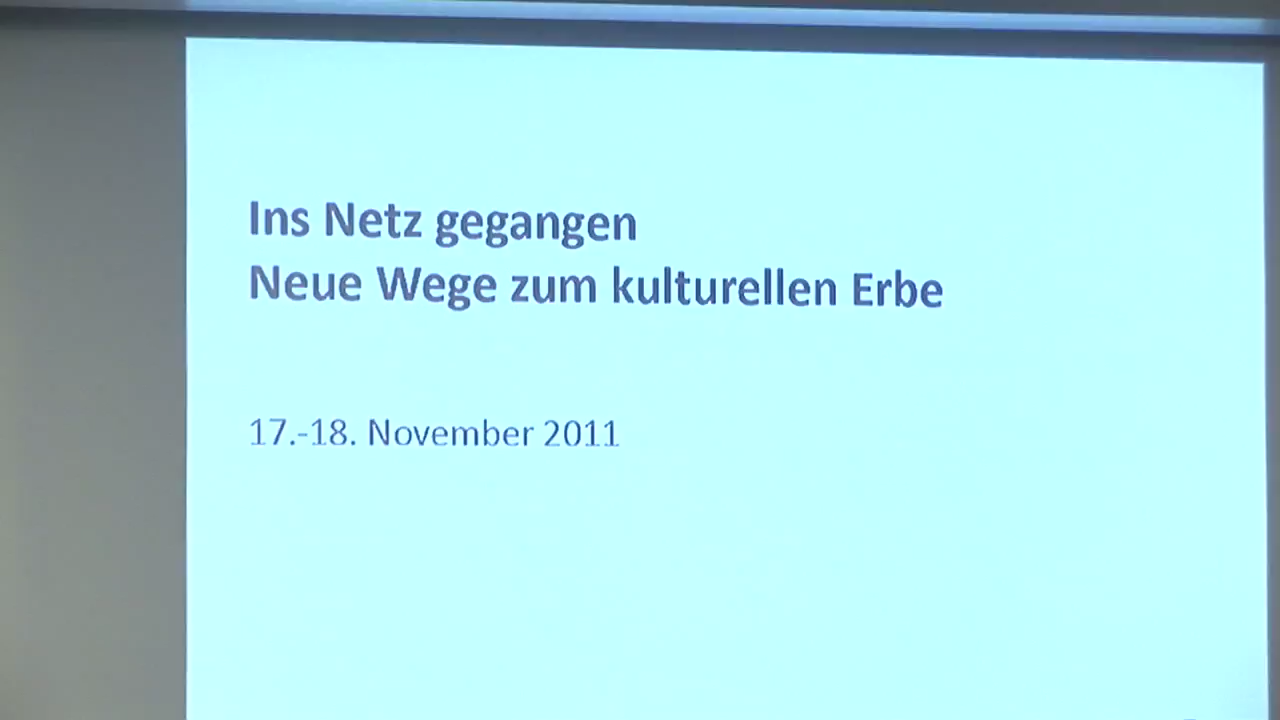 Ins Netz gegangen
Neue Wege zum kulturellen Erbe
17.-18. November 2011